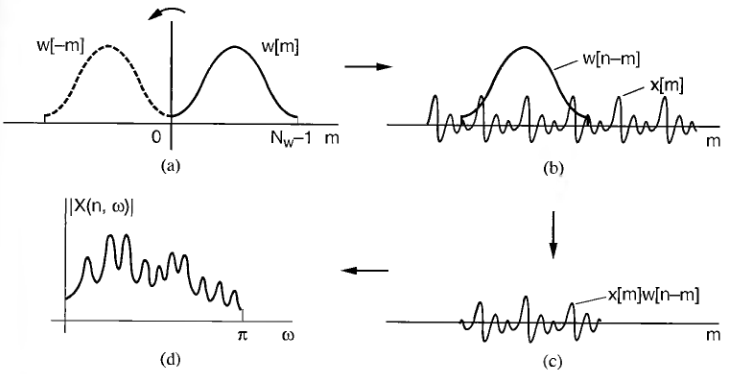 w[–m]
w[m]
0
N_w–1 m
(a)
w[n–m]
x[m]
m
(b)
|X(n, ω)|
π ω
(d)
x[m]w[n–m]
m
(c)